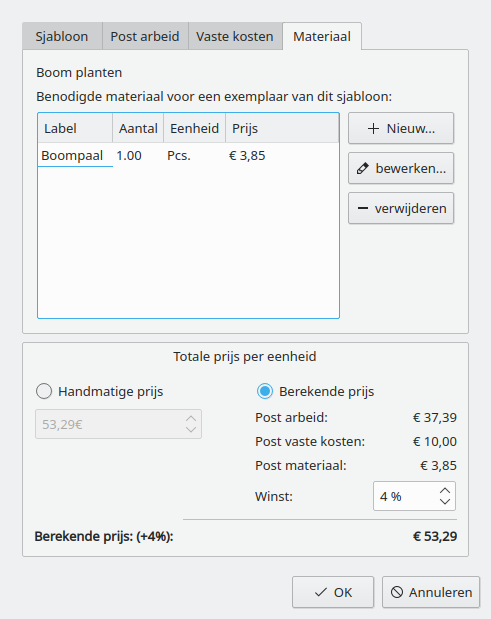 Sjabloon Post arbeid Vaste kosten Materiaal
Boom planten
Benodigde materiaal voor een exemplaar van dit sjabloon:
Label Aantal Eenheid Prijs
Boompaal 1.00 Pcs. € 3,85
Nieuw...
bewerken...
verwijderen
Totale prijs per eenheid
Handmatige prijs
53,29€
Berekende prijs
Post arbeid: € 37,39
Post vaste kosten: € 10,00
Post materiaal: € 3,85
Winst: 4 %
Berekende prijs: (+4%): € 53,29
OK Annuleren